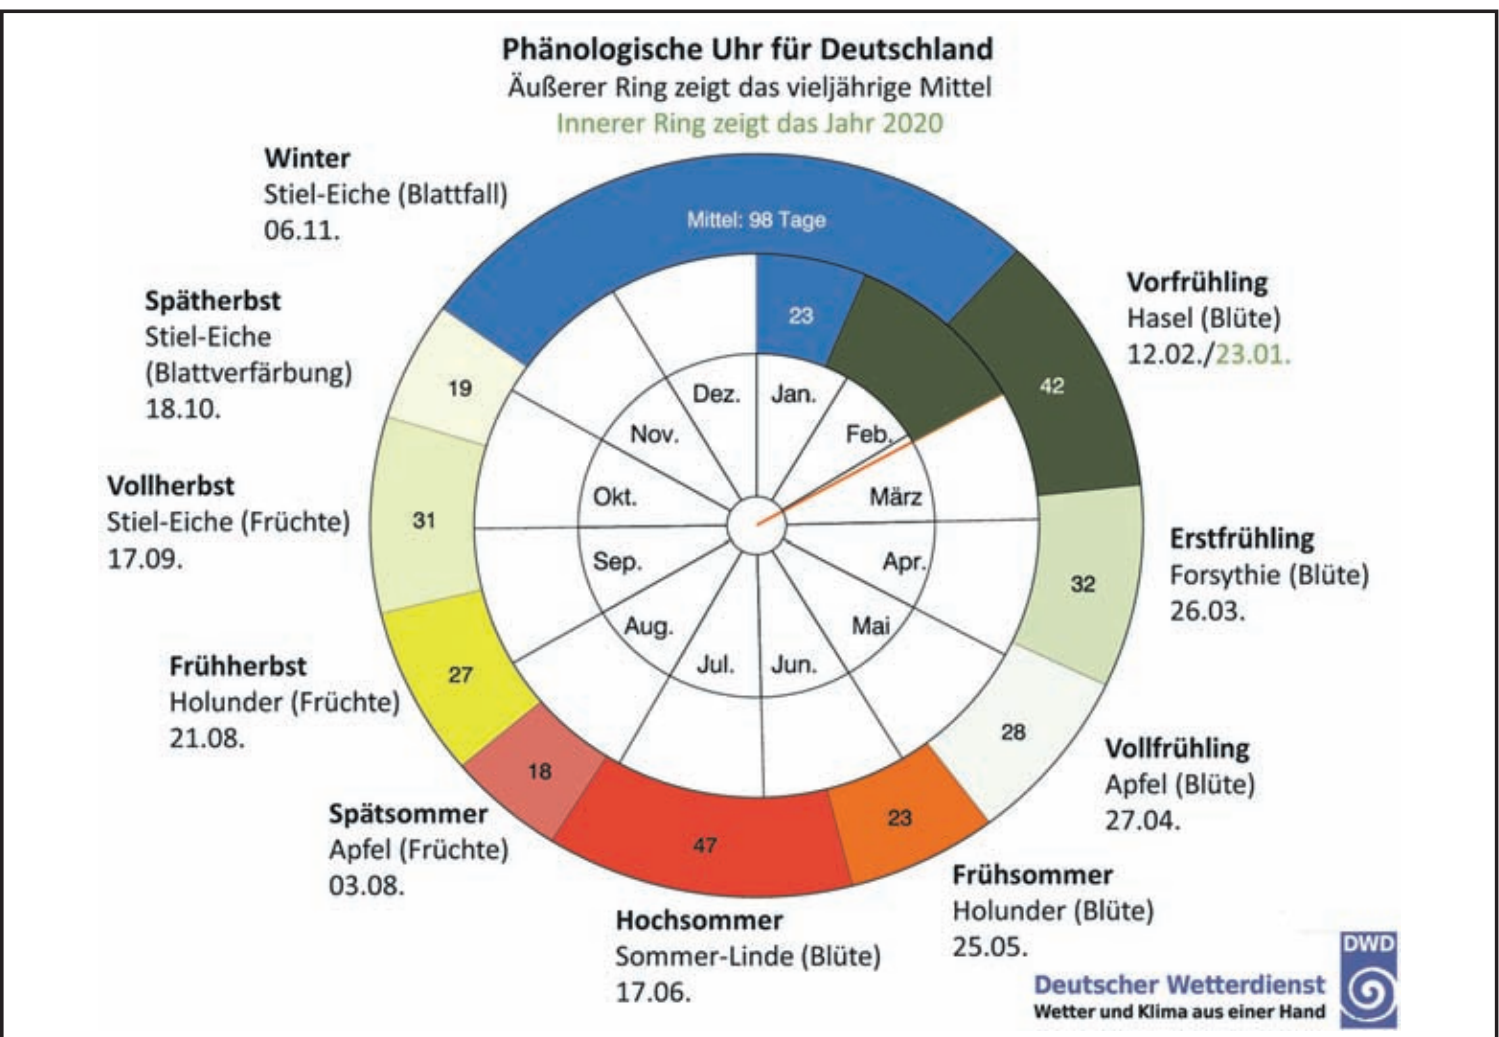 Phänologische Uhr für Deutschland
Äußerer Ring zeigt das vieljährige Mittel
Innerer Ring zeigt das Jahr 2020
Winter
Stiel-Eiche (Blattfall)
06.11.
Mittel: 98 Tage
Vorfrühling
Hasel (Blüte)
12.02./23.01.
42
23
Spätherbst
Stiel-Eiche
(Blattverfärbung)
18.10.
19
Vollherbst
Stiel-Eiche (Früchte)
17.09.
31
Dez.
Jan.
Nov.
Feb.
Okt.
März
Sep.
Apr.
Aug.
Mai
Jul.
Jun.
Erstfrühling
Forsythie (Blüte)
26.03.
32
Frühherbst
Holunder (Früchte)
21.08.
27
Vollfrühling
Apfel (Blüte)
27.04.
28
Spätsommer
Apfel (Früchte)
03.08.
18
47
23
Frühsommer
Holunder (Blüte)
25.05.
Hochsommer
Sommer-Linde (Blüte)
17.06.
DWD
Deutscher Wetterdienst
Wetter und Klima aus einer Hand